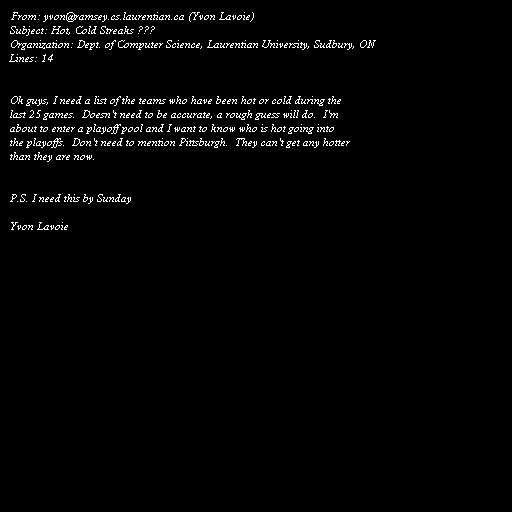 From: yvon@ramsey.cs.laurentian.ca (Yvon Lavoie)
Subject: Hot, Cold Streaks ???
Organization: Dept. of Computer Science, Laurentian University, Sudbury, ON
Lines: 14
Ok guys, I need a list of the teams who have been hot or cold during the
last 25 games.  Doesn't need to be accurate, a rough guess will do.  I'm
about to enter a playoff pool and I want to know who is hot going into
the playoffs.  Don't need to mention Pittsburgh.  They can't get any hotter
than they are now.
P.S. I need this by Sunday
Yvon Lavoie